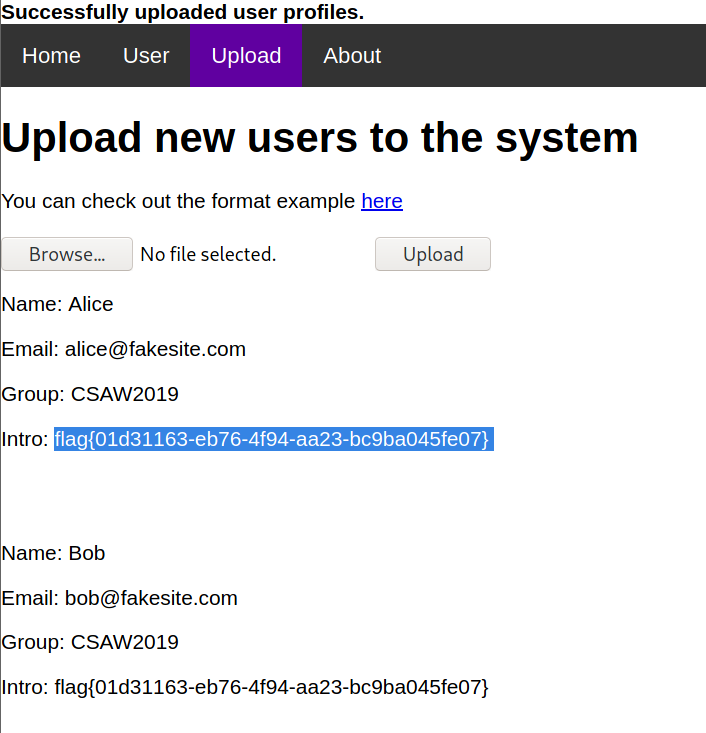 Successfully uploaded user profiles.
Home User Upload About
Upload new users to the system
You can check out the format example here
Browse... No file selected. Upload
Name: Alice
Email: alice@fakesite.com
Group: CSAW2019
Intro: flag{01d31163-eb76-4f94-aa23-bc9ba045fe07}
Name: Bob
Email: bob@fakesite.com
Group: CSAW2019
Intro: flag{01d31163-eb76-4f94-aa23-bc9ba045fe07}